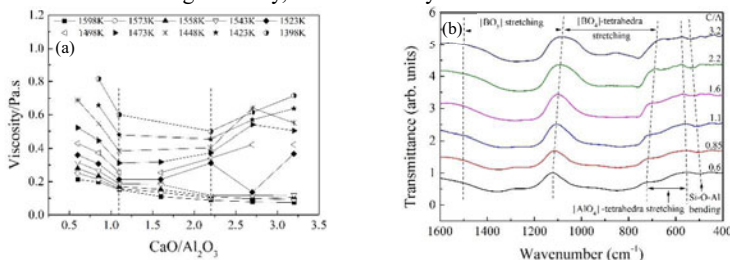 1598K 1573K 1558K 1543K 1523K
1498K 1473K 1448K 1423K 1398K
(a)
Viscosity/Pa.s
1.2
1.0
0.8
0.6
0.4
0.2
0.0
0.0 0.5 1.0 1.5 2.0 2.5 3.0 3.5
CaO/Al₂O₃
(b)
[BO₃] stretching
[BO₄]-tetrahedra
stretching
C/A
3.2
2.2
1.6
1.1
0.85
0.6
[AlO₄]-tetrahedra stretching
Si-O-Al
bending
Transmittance (arb. units)
6
5
4
3
2
1
0
1600 1400 1200 1000 800 600 400
Wavenumber (cm⁻¹)